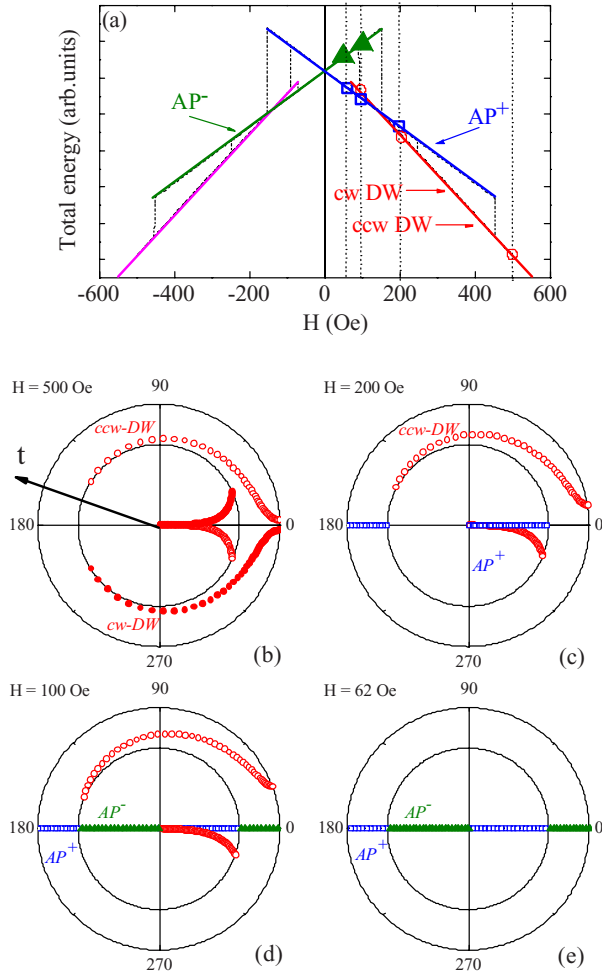 (a)
Total energy (arb.units)
AP-
AP+
cw DW
ccw DW
-600 -400 -200 0 200 400 600
H (Oe)
H = 500 Oe
90
ccw-DW
t
180
0
cw-DW
270
(b)
H = 200 Oe
90
ccw-DW
180
0
AP+
270
(c)
H = 100 Oe
90
AP-
180
0
AP+
270
(d)
H = 62 Oe
90
AP-
180
0
AP+
270
(e)